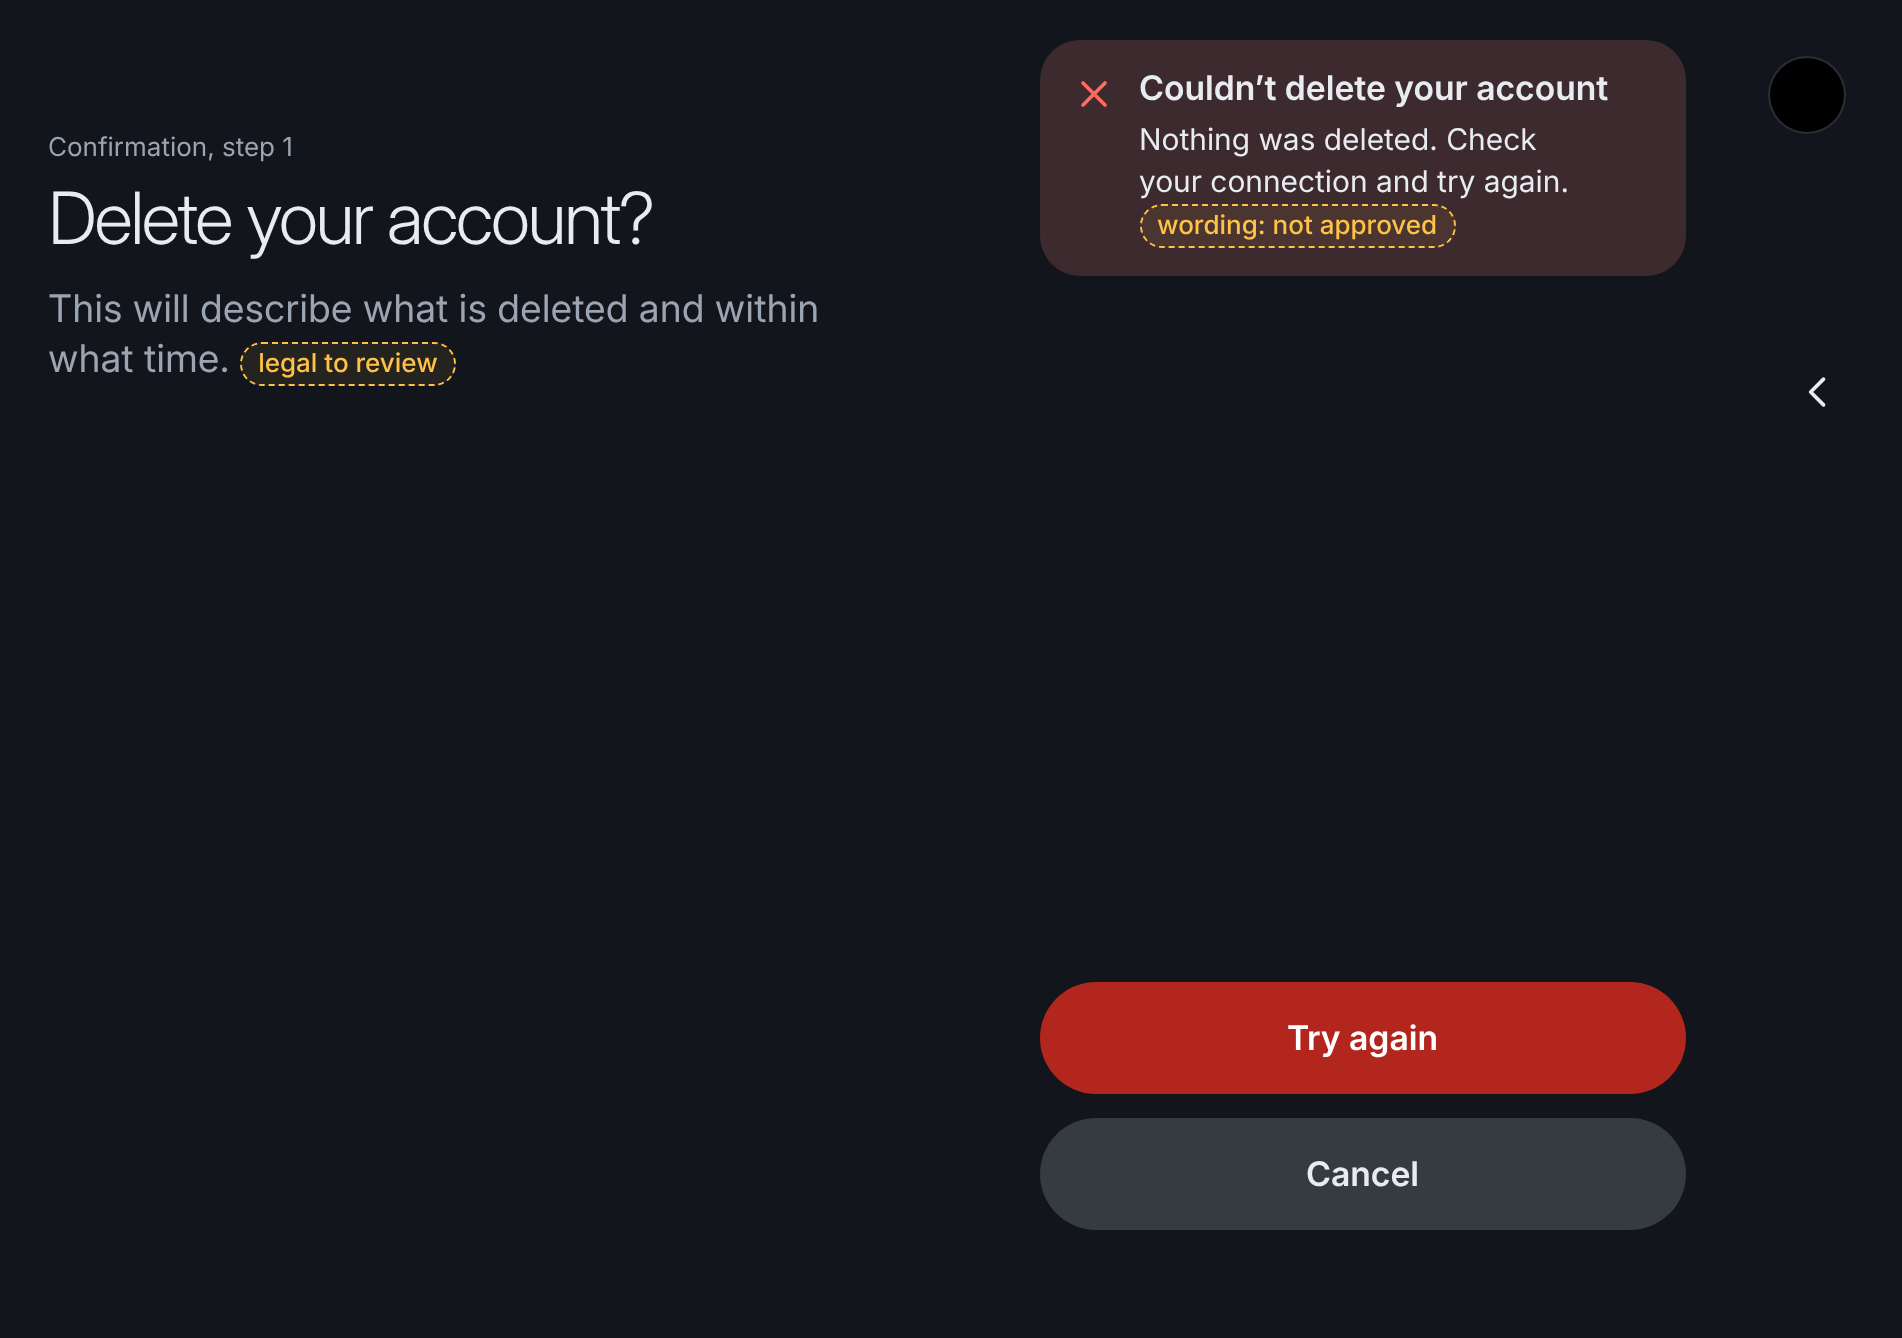 Confirmation, step 1
Delete your account?
This will describe what is deleted and within
what time. legal to review
Couldn’t delete your account
Nothing was deleted. Check
your connection and try again.
wording: not approved
Try again
Cancel